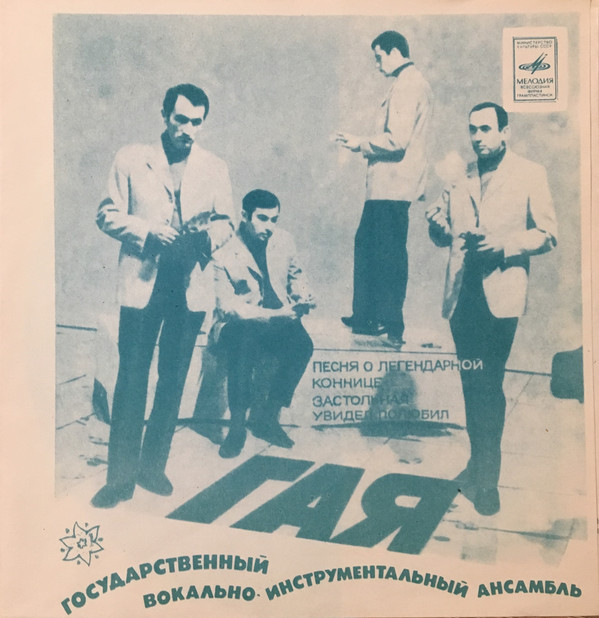 МИНИСТЕРСТВО
КУЛЬТУРЫ СССР
МЕЛОДИЯ
ВСЕСОЮЗНАЯ
ФИРМА
ГРАМПЛАСТИНОК
ПЕСНЯ О ЛЕГЕНДАРНОЙ
КОННИЦЕ
ЗАСТОЛЬНАЯ
УВИДЕЛ ПОЛЮБИЛ
ГАЯ
ГОСУДАРСТВЕННЫЙ
ВОКАЛЬНО-ИНСТРУМЕНТАЛЬНЫЙ АНСАМБЛЬ